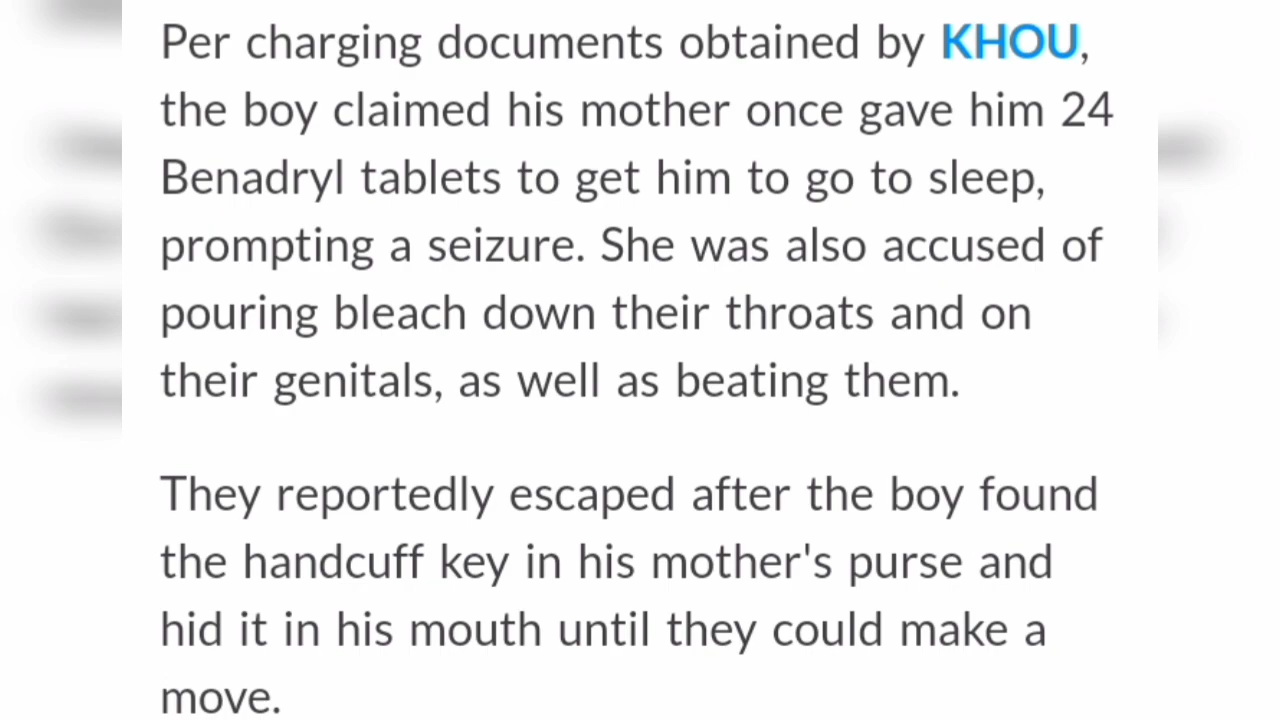 Per charging documents obtained by KHOU,
the boy claimed his mother once gave him 24
Benadryl tablets to get him to go to sleep,
prompting a seizure. She was also accused of
pouring bleach down their throats and on
their genitals, as well as beating them.
They reportedly escaped after the boy found
the handcuff key in his mother's purse and
hid it in his mouth until they could make a
move.